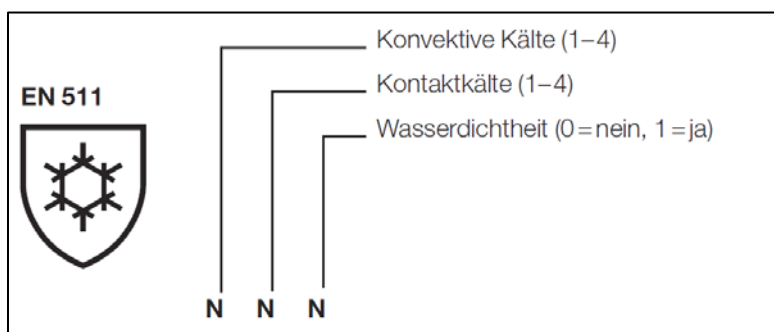 Konvektive Kälte (1–4)
Kontaktkälte (1–4)
EN 511
Wasserdichtheit (0=nein, 1=ja)
N N N